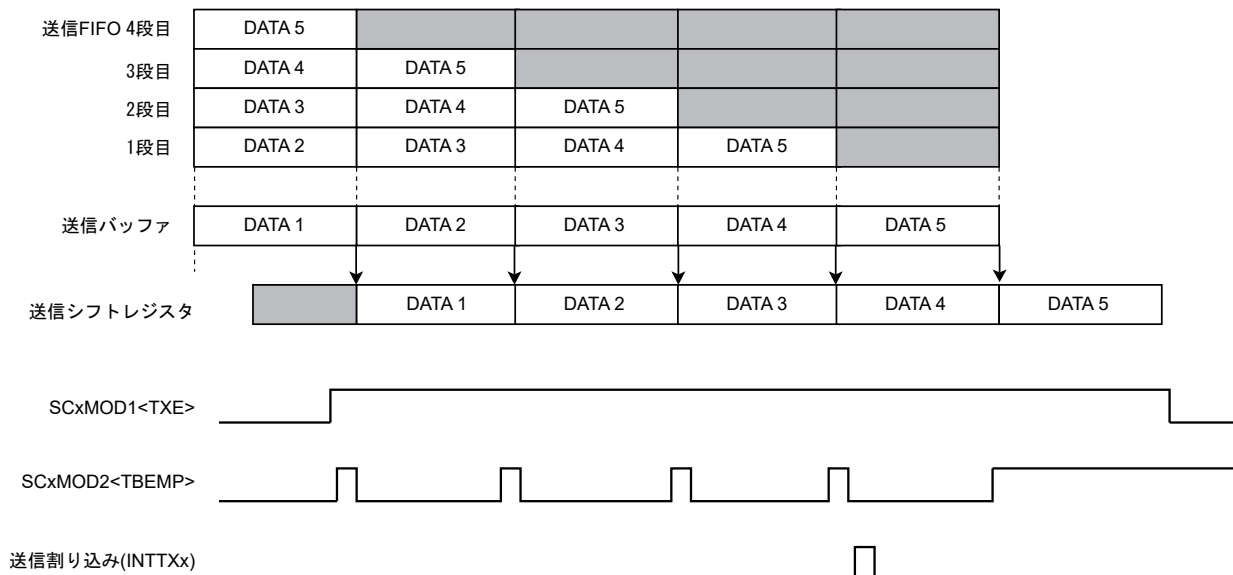 送信FIFO 4段目 DATA 5
3段目 DATA 4 DATA 5
2段目 DATA 3 DATA 4 DATA 5
1段目 DATA 2 DATA 3 DATA 4 DATA 5
送信バッファ DATA 1 DATA 2 DATA 3 DATA 4 DATA 5
送信シフトレジスタ DATA 1 DATA 2 DATA 3 DATA 4 DATA 5
SCxMOD1<TXE>
SCxMOD2<TBEMP>
送信割り込み(INTTXx)